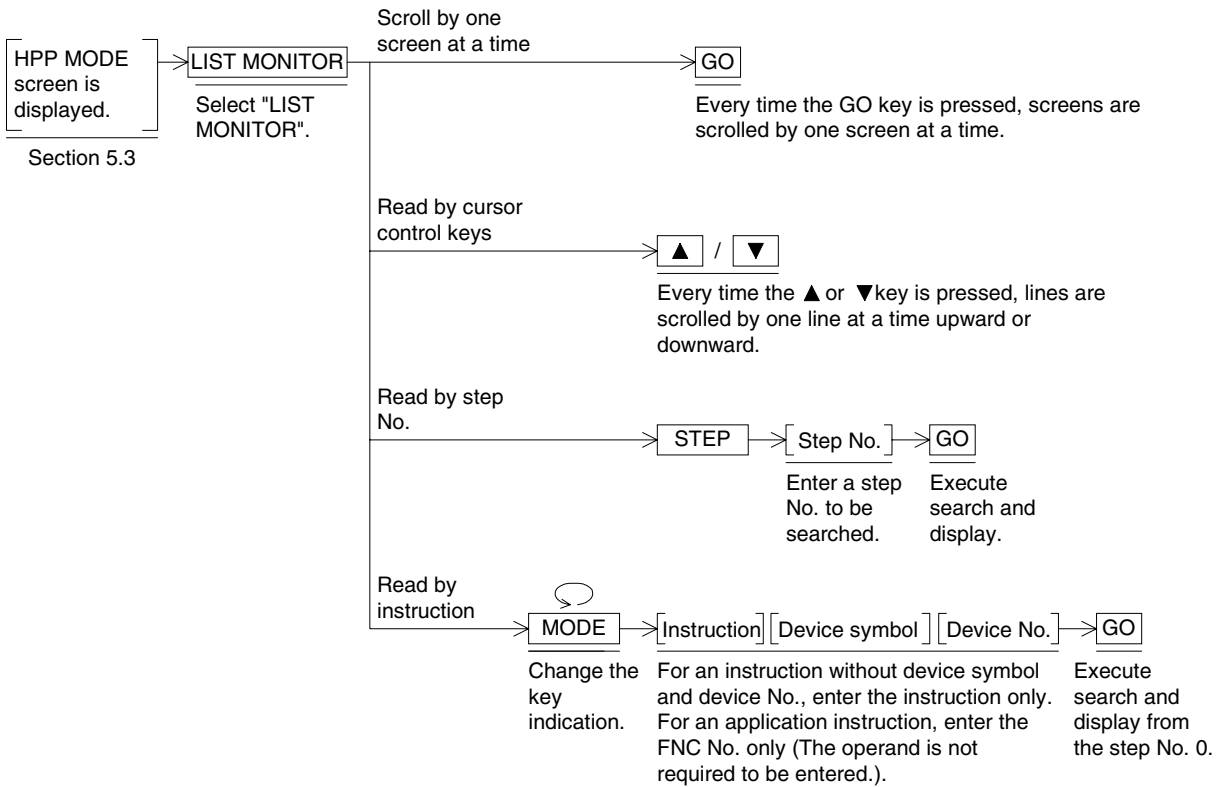 Scroll by one
screen at a time
HPP MODE
screen is
displayed.
Section 5.3
LIST MONITOR
Select "LIST
MONITOR".
GO
Every time the GO key is pressed, screens are
scrolled by one screen at a time.
Read by cursor
control keys
▲ / ▼
Every time the ▲ or ▼key is pressed, lines are
scrolled by one line at a time upward or
downward.
Read by step
No.
STEP
Step No.
GO
Enter a step
No. to be
searched.
Execute
search and
display.
Read by
instruction
MODE
Change the
key
indication.
Instruction Device symbol Device No.
For an instruction without device symbol
and device No., enter the instruction only.
For an application instruction, enter the
FNC No. only (The operand is not
required to be entered.).
GO
Execute
search and
display from
the step No. 0.